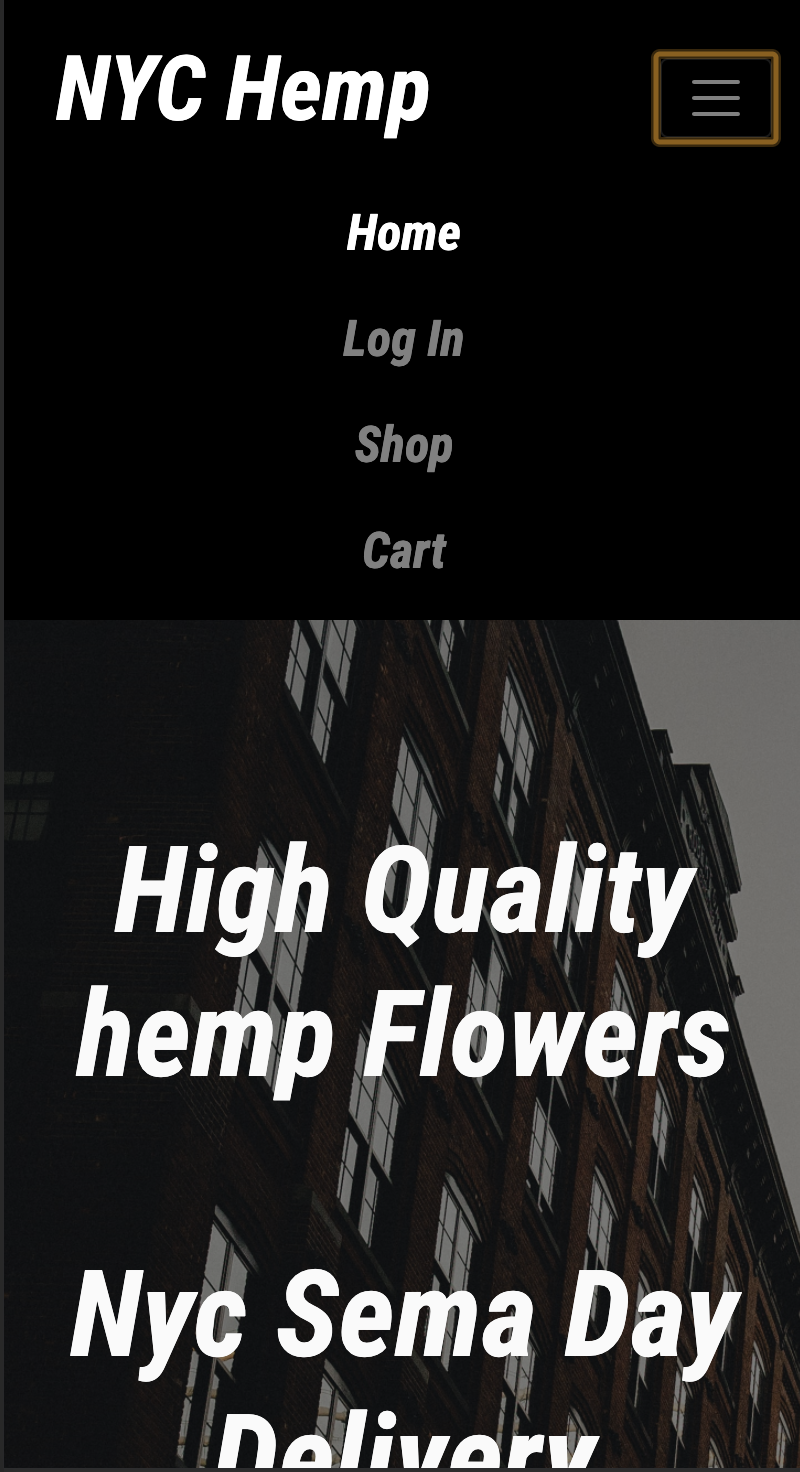 NYC Hemp
Home
Log In
Shop
Cart
High Quality
hemp Flowers
Nyc Sema Day
Delivery